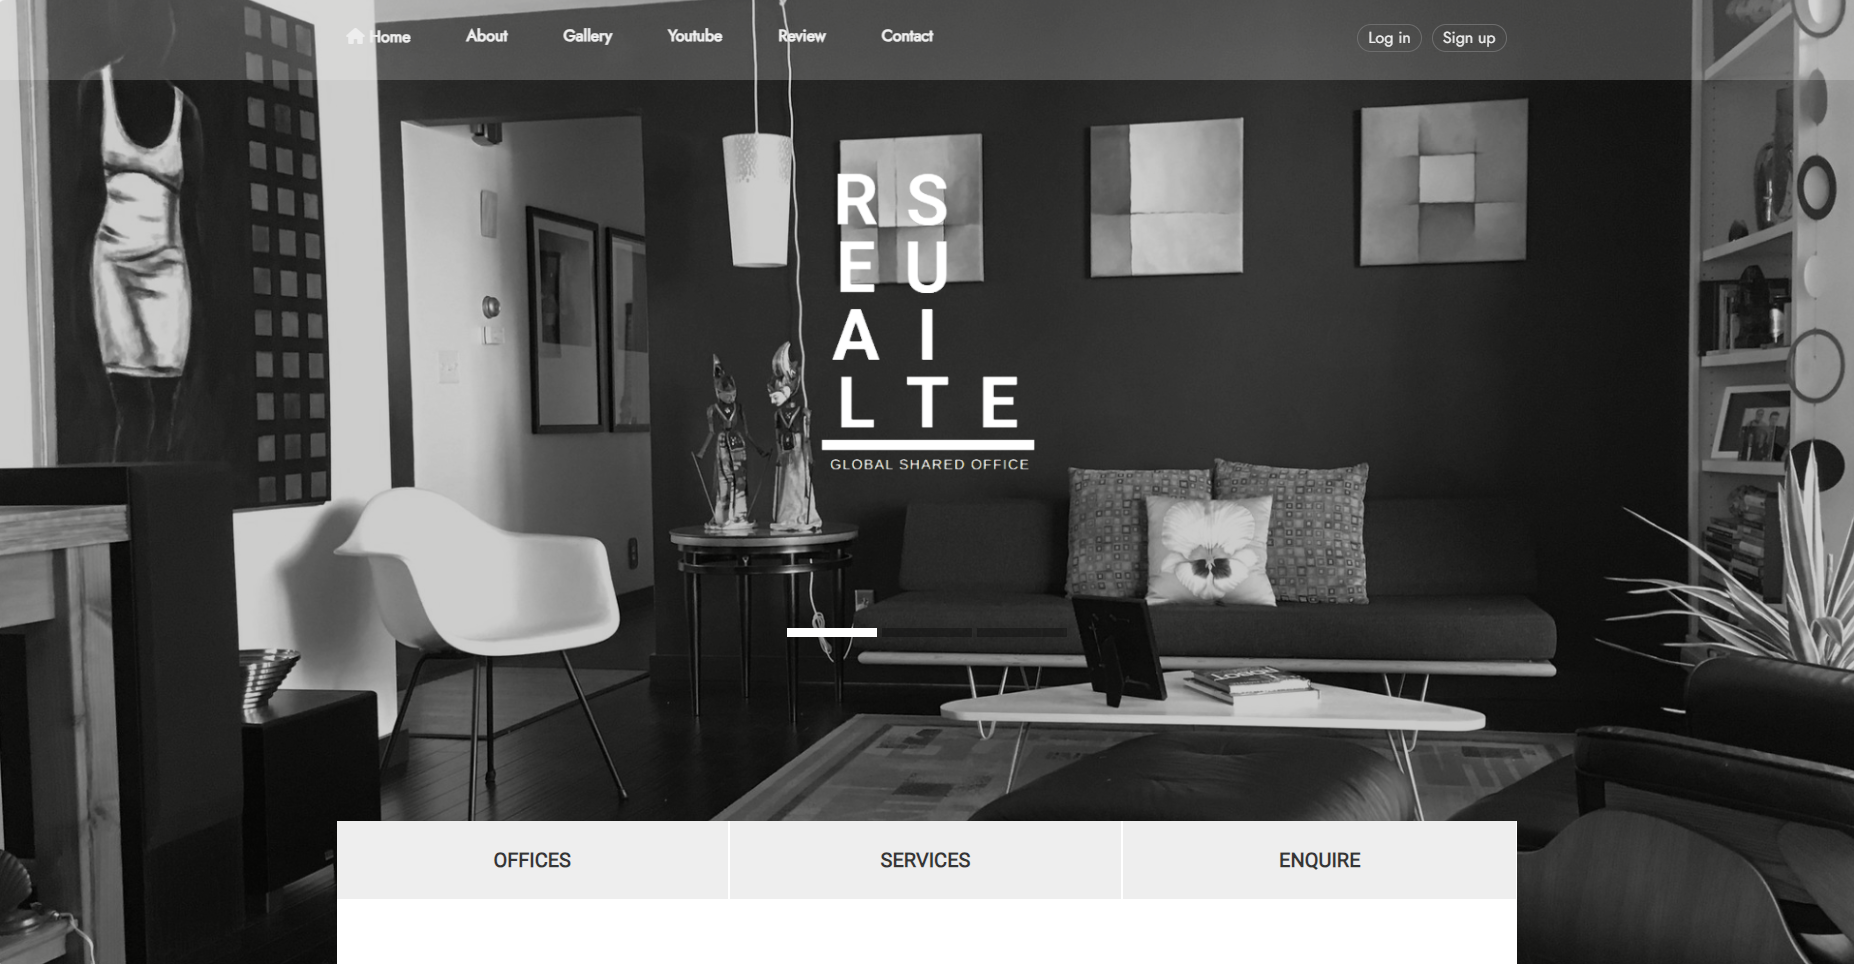 Home About Gallery Youtube Review Contact Log in Sign up
R S
E U
A I
L T E
GLOBAL SHARED OFFICE
OFFICES SERVICES ENQUIRE